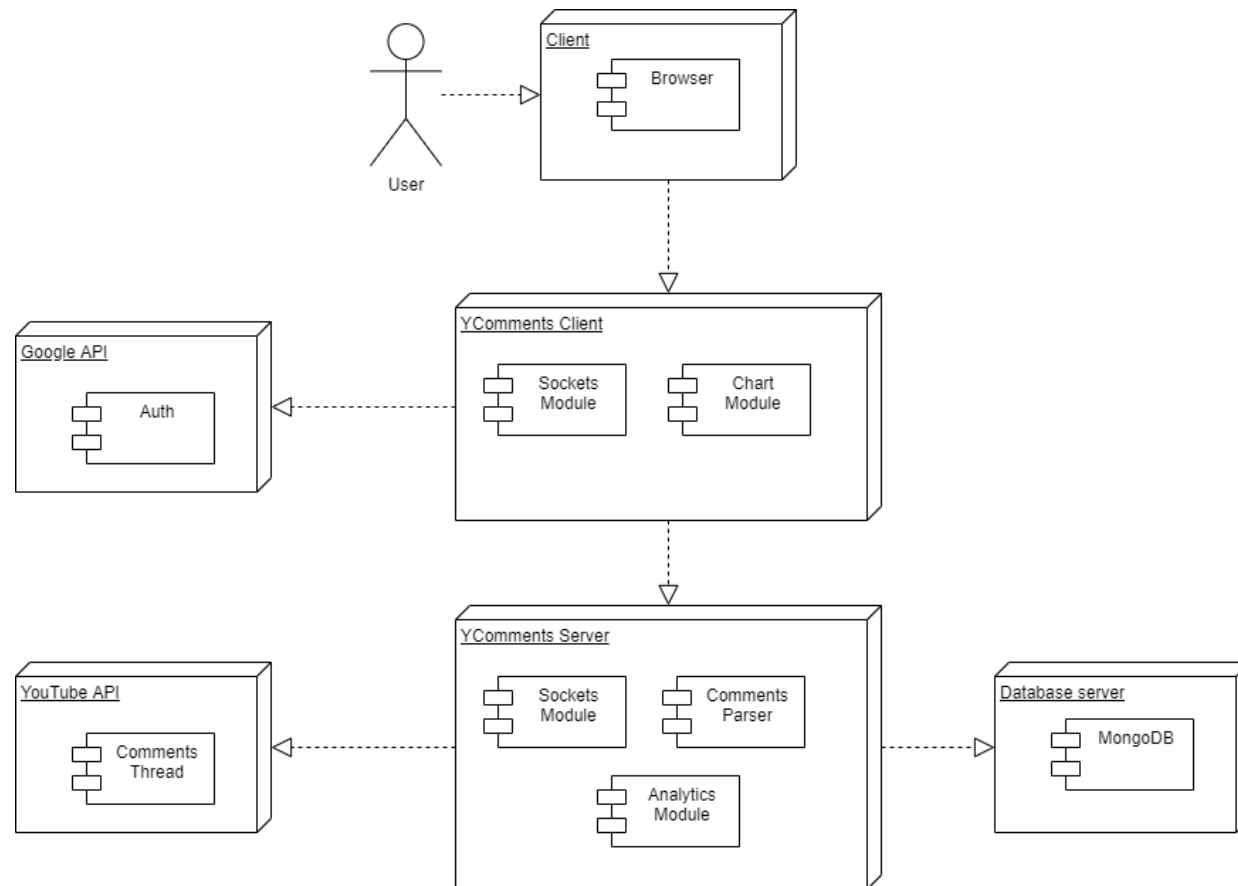 Client
Browser
User
YComments Client
Sockets
Module
Chart
Module
Google API
Auth
YComments Server
Sockets
Module
Comments
Parser
Analytics
Module
YouTube API
Comments
Thread
Database server
MongoDB